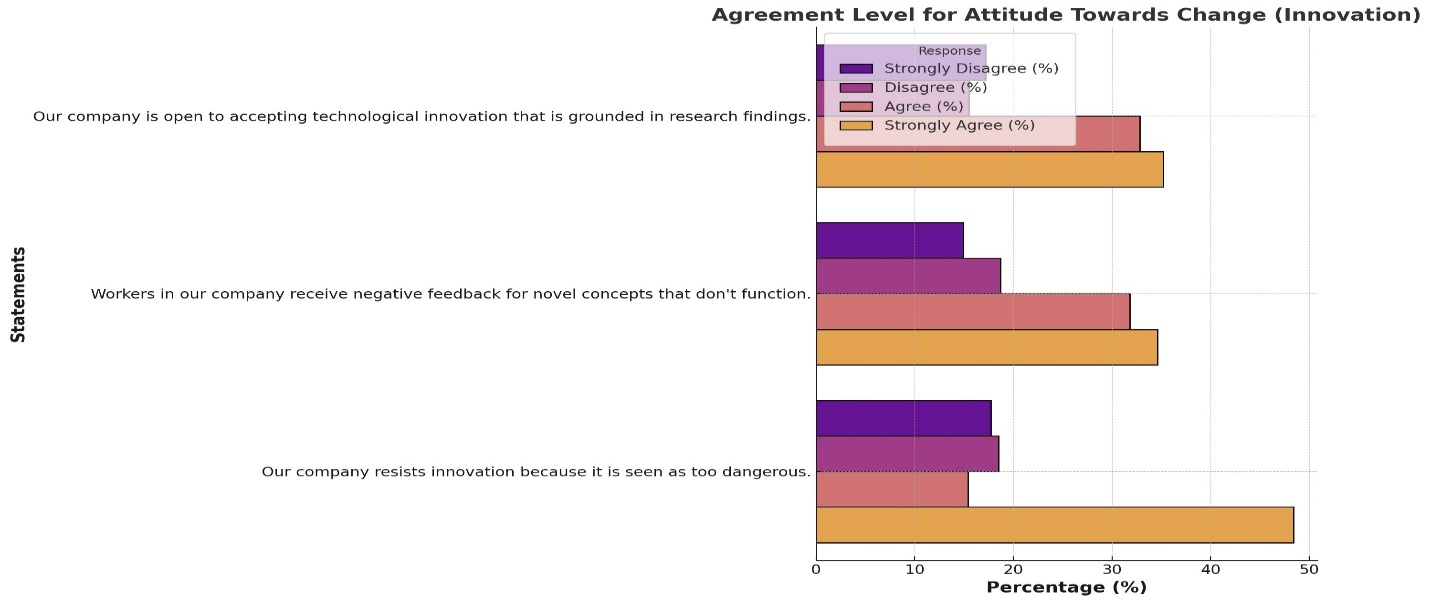 Agreement Level for Attitude Towards Change (Innovation)
Response
Strongly Disagree (%)
Disagree (%)
Agree (%)
Strongly Agree (%)
Our company is open to accepting technological innovation that is grounded in research findings.
Workers in our company receive negative feedback for novel concepts that don't function.
Our company resists innovation because it is seen as too dangerous.
Statements
0 10 20 30 40 50
Percentage (%)